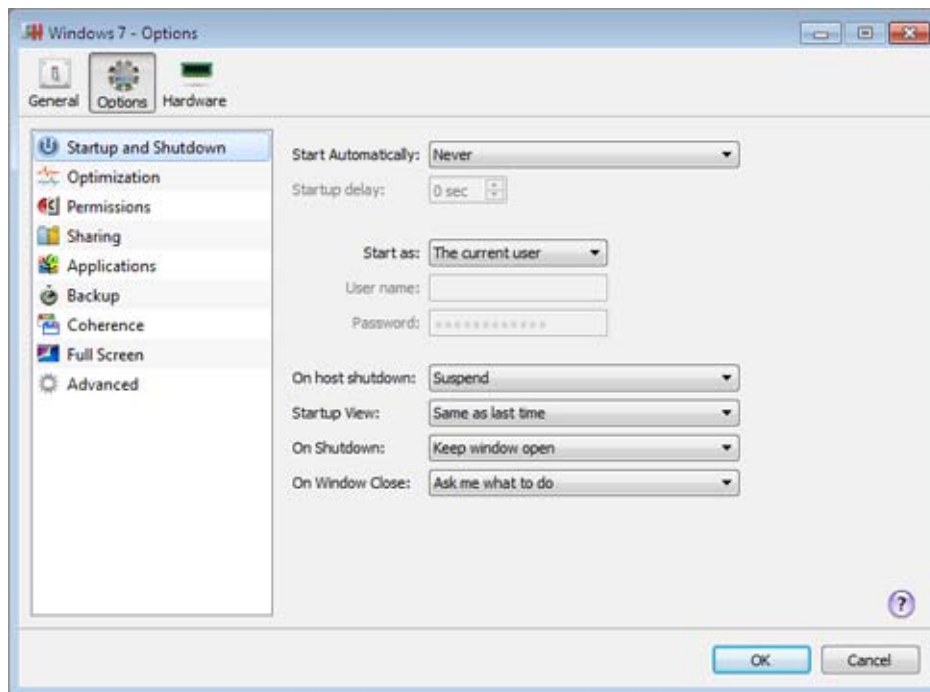 Windows 7 - Options
General Options Hardware
Startup and Shutdown
Optimization
Permissions
Sharing
Applications
Backup
Coherence
Full Screen
Advanced
Start Automatically: Never
Startup delay: 0 sec
Start as: The current user
User name:
Password:
On host shutdown: Suspend
Startup View: Same as last time
On Shutdown: Keep window open
On Window Close: Ask me what to do
?
OK Cancel